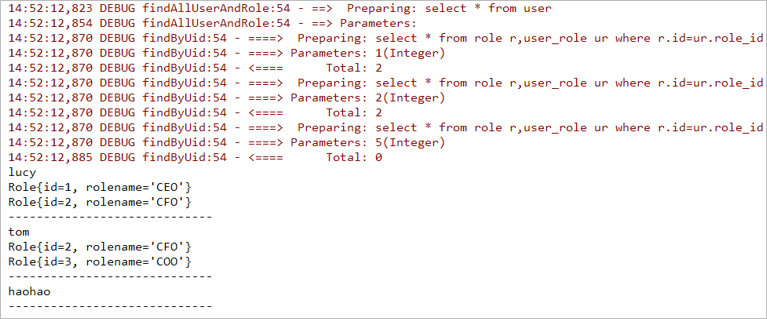 14:52:12,823 DEBUG findAllUserAndRole:54 - ==>  Preparing: select * from user
14:52:12,854 DEBUG findAllUserAndRole:54 - ==> Parameters:
14:52:12,870 DEBUG findByUid:54 - ====>  Preparing: select * from role r,user_role ur where r.id=ur.role_id
14:52:12,870 DEBUG findByUid:54 - ====> Parameters: 1(Integer)
14:52:12,870 DEBUG findByUid:54 - <====      Total: 2
14:52:12,870 DEBUG findByUid:54 - ====>  Preparing: select * from role r,user_role ur where r.id=ur.role_id
14:52:12,870 DEBUG findByUid:54 - ====> Parameters: 2(Integer)
14:52:12,870 DEBUG findByUid:54 - <====      Total: 2
14:52:12,870 DEBUG findByUid:54 - ====>  Preparing: select * from role r,user_role ur where r.id=ur.role_id
14:52:12,870 DEBUG findByUid:54 - ====> Parameters: 5(Integer)
14:52:12,885 DEBUG findByUid:54 - <====      Total: 0
lucy
Role{id=1, rolename='CEO'}
Role{id=2, rolename='CFO'}
----------------------------
tom
Role{id=2, rolename='CFO'}
Role{id=3, rolename='COO'}
----------------------------
haohao
----------------------------